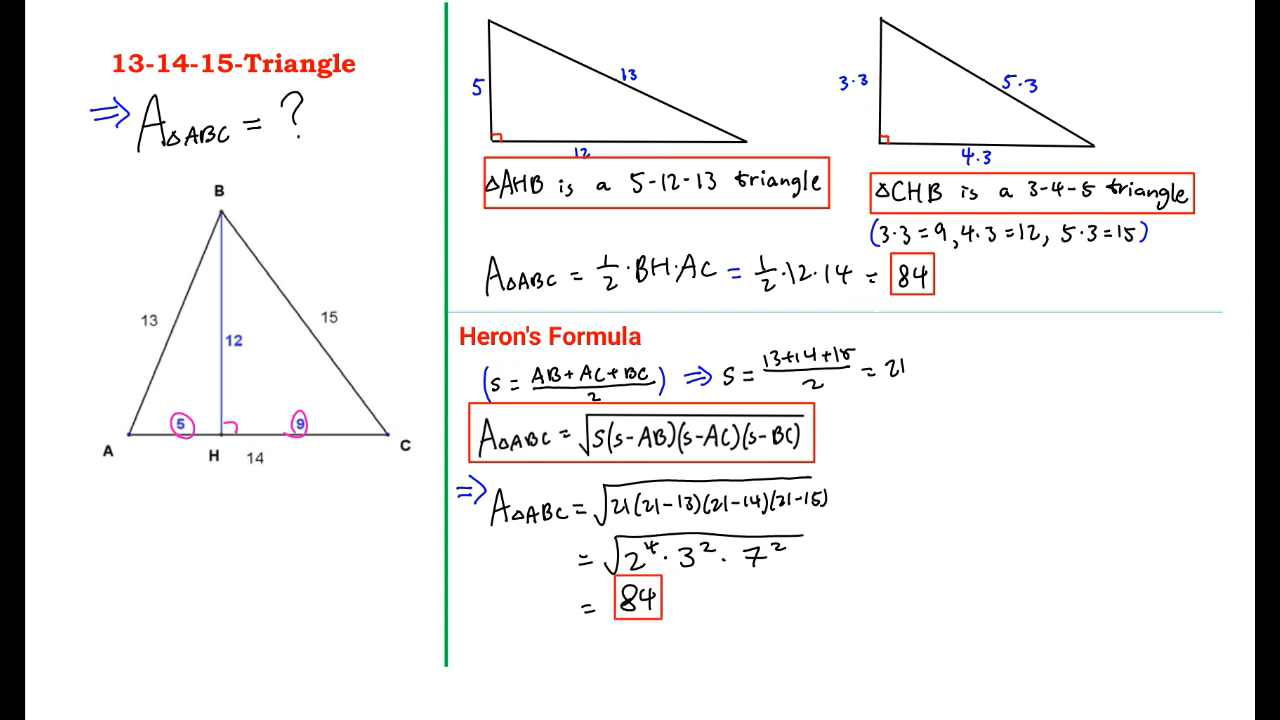 13-14-15-Triangle
⇒ A△ABC = ?
B
13
15
12
5
9
A
H
14
C
5
13
12
△AHB is a 5-12-13 triangle
3·3
5·3
4·3
△CHB is a 3-4-5 triangle
(3·3=9, 4·3=12, 5·3=15)
A△ABC = 1/2·BH·AC = 1/2·12·14 = 84
Heron's Formula
(s = (AB+AC+BC)/2) ⇒ S = (13+14+15)/2 = 21
A△ABC = √S(s-AB)(s-AC)(s-BC)
⇒ A△ABC = √21(21-13)(21-14)(21-15)
= √2⁴·3²·7²
= 84